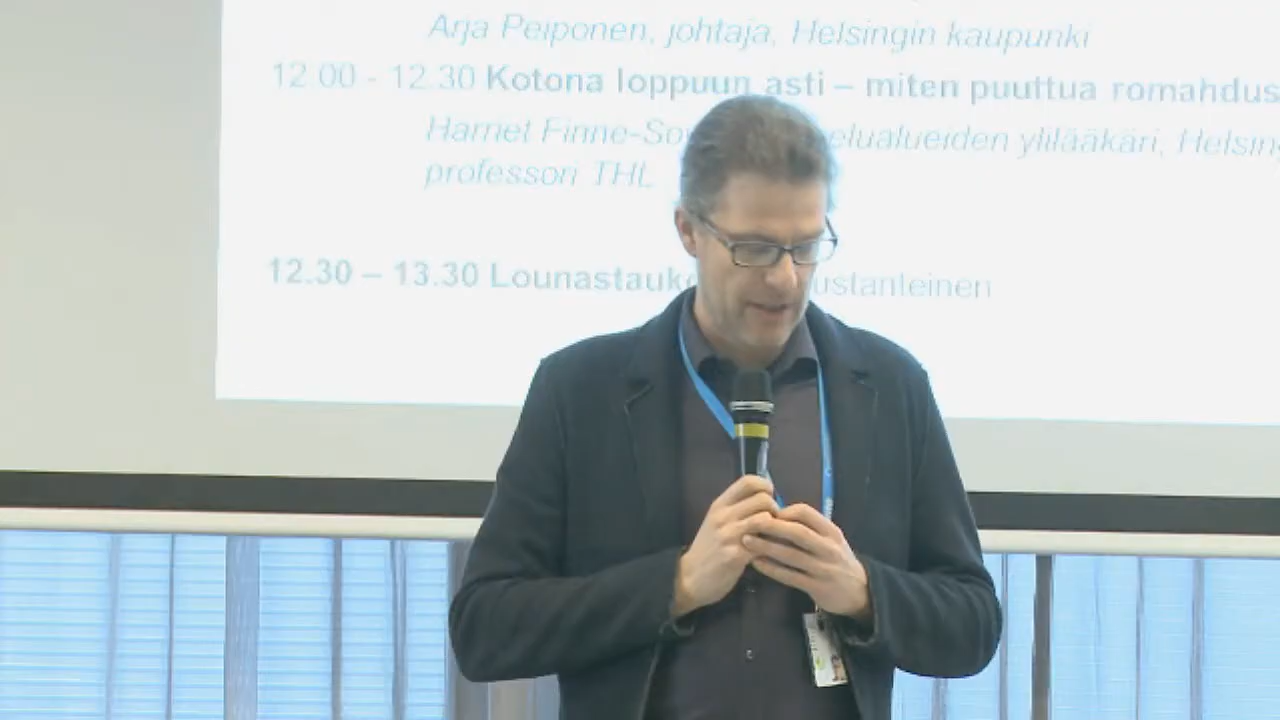 Arja Peiponen, johtaja, Helsingin kaupunki
12.00 - 12.30 Kotona loppuun asti – miten puuttua romahdus
Harriet Finne-So elualueiden ylilääkäri, Helsin
professori THL
12.30 – 13.30 Lounastauko ustanteinen